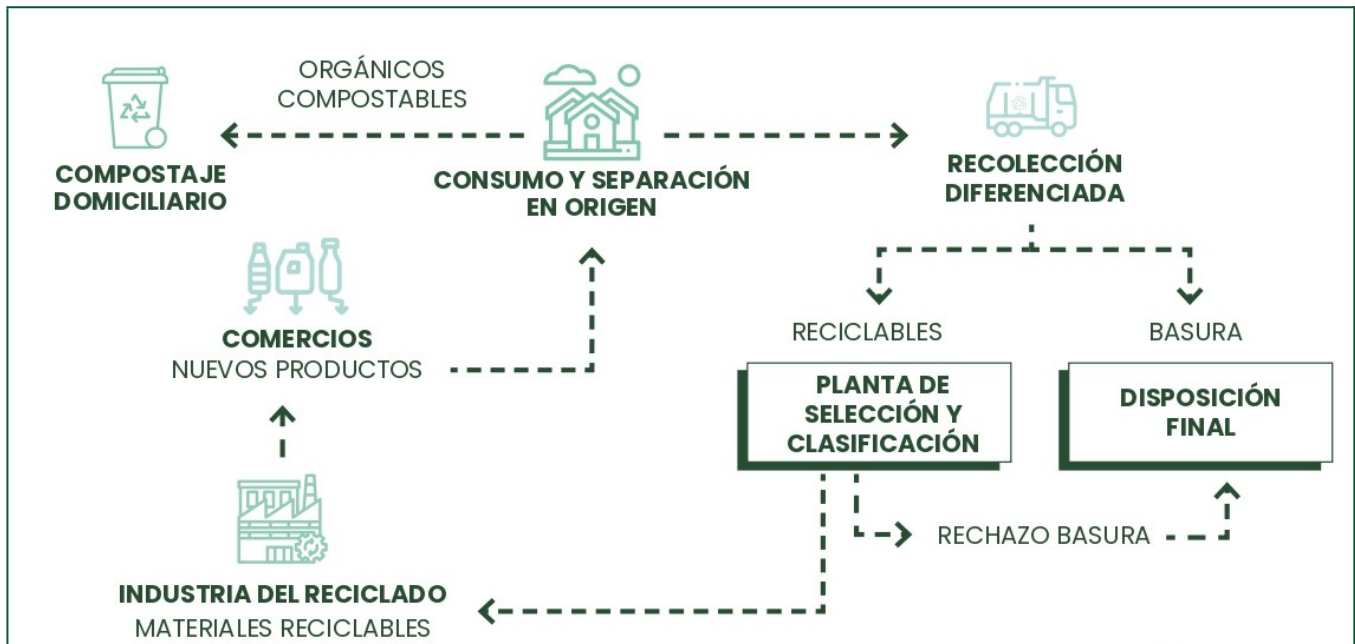 ORGÁNICOS
COMPOSTABLES
COMPOSTAJE
DOMICILIARIO
CONSUMO Y SEPARACIÓN
EN ORIGEN
RECOLECCIÓN
DIFERENCIADA
COMERCIOS
NUEVOS PRODUCTOS
RECICLABLES
BASURA
PLANTA DE
SELECCIÓN Y
CLASIFICACIÓN
DISPOSICIÓN
FINAL
RECHAZO BASURA
INDUSTRIA DEL RECICLADO
MATERIALES RECICLABLES